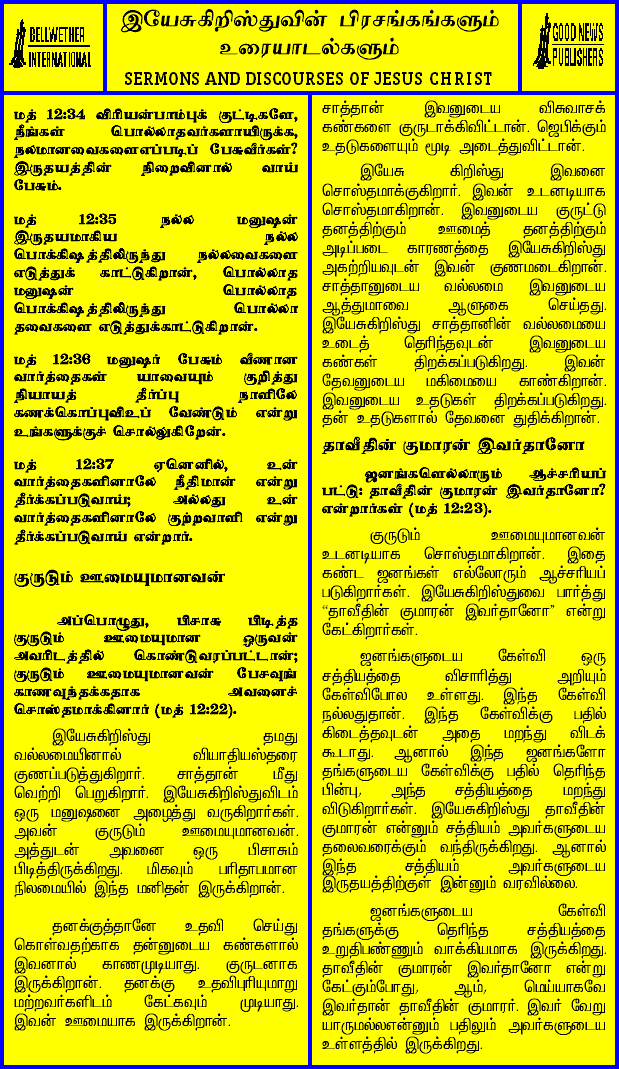 BELLWETHER
INTERNATIONAL
இயேசுகிறிஸ்துவின் பிரசங்கங்களும்
உரையாடல்களும்
SERMONS AND DISCOURSES OF JESUS CHRIST
GOOD NEWS
PUBLISHERS
மத் 12:34 விரியன்பாம்புக் குட்டிகளே,
நீங்கள் பொல்லாதவர்களாயிருக்க,
நல்மானவைகளைஎப்படிப் பேசுவீர்கள்?
இருதயத்தின் நிறைவினால் வாய்
பேசும்.
மத் 12:35 நல்ல மனுஷன்
இருதயமாகிய நல்ல
பொக்கிஷத்திலிருந்து நல்லவைகளை
எடுத்துக் காட்டுகிறான், பொல்லாத
மனுஷன் பொல்லாத
பொக்கிஷத்திலிருந்து பொல்லா
தவைகளை எடுத்துக்காட்டுகிறான்.
மத் 12:36 மனுஷர் பேசும் வீணான
வார்த்தைகள் யாவையும் குறித்து
நியாயத் தீர்ப்பு நாளிலே
கணக்கொப்புவிஉப் வேண்டும் என்று
உங்களுக்குச் சொல்லுகிறேன்.
மத் 12:37 ஏனெனில், உன்
வார்த்தைகளினாலே நீதிமான் என்று
தீர்க்கப்படுவாய்; அல்லது உன்
வார்த்தைகளினாலே குற்றவாளி என்று
தீர்க்கப்படுவாய் என்றார்.
குருடும் ஊமையுமானவன்
அப்பொழுது, பிசாசு பிடித்த
குருடும் ஊமையுமான ஒருவன்
அவரிடத்தில் கொண்டுவரப்பட்டான்;
குருடும் ஊமையுமானவன் பேசவுங்
காணவுந்தக்கதாக அவனைச்
சொஸ்தமாக்கினார் (மத் 12:22).
இயேசுகிறிஸ்து தமது
வல்லமையினால் வியாதியஸ்தரை
குணப்படுத்துகிறார். சாத்தான் மீது
வெற்றி பெறுகிறார். இயேசுகிறிஸ்துவிடம்
ஒரு மனுஷனை அழைத்து வருகிறார்கள்.
அவன் குருடும் ஊமையுமானவன்.
அத்துடன் அவனை ஒரு பிசாசும்
பிடித்திருக்கிறது. மிகவும் பரிதாபமான
நிலமையில் இந்த மனிதன் இருக்கிறான்.
தனக்குத்தானே உதவி செய்து
கொள்வதற்காக தன்னுடைய கண்களால்
இவனால் காணமுடியாது. குருடனாக
இருக்கிறான். தனக்கு உதவிபுரியுமாறு
மற்றவர்களிடம் கேட்கவும் முடியாது.
இவன் ஊமையாக இருக்கிறான்.
சாத்தான் இவனுடைய விசுவாசக்
கண்களை குருடாக்கிவிட்டான். ஜெபிக்கும்
உதடுகளையும் மூடி அடைத்துவிட்டான்.
இயேசு கிறிஸ்து இவனை
சொஸ்தமாக்குகிறார். இவன் உடனடியாக
சொஸ்தமாகிறான். இவனுடைய குருட்டு
தனத்திற்கும் ஊமைத் தனத்திற்கும்
அடிப்படை காரணத்தை இயேசுகிறிஸ்து
அகற்றியவுடன் இவன் குணமடைகிறான்.
சாத்தானுடைய வல்லமை இவனுடைய
ஆத்துமாவை ஆளுகை செய்தது.
இயேசுகிறிஸ்து சாத்தானின் வல்லமையை
உடைத் தெரிந்தவுடன் இவனுடைய
கண்கள் திறக்கப்படுகிறது. இவன்
தேவனுடைய மகிமையை காண்கிறான்.
இவனுடைய உதடுகள் திறக்கப்படுகிறது.
தன் உதடுகளால் தேவனை துதிக்கிறான்.
தாவீதின் குமாரன் இவர்தானோ
ஜனங்களெல்லாரும் ஆச்சரியப்
பட்டு: தாவீதின் குமாரன் இவர்தானோ?
என்றார்கள் (மத் 12:23).
குருடும் ஊமையுமானவன்
உடனடியாக சொஸ்தமாகிறான். இதை
கண்ட ஜனங்கள் எல்லோரும் ஆச்சரியப்
படுகிறார்கள். இயேசுகிறிஸ்துவை பார்த்து
“தாவீதின் குமாரன் இவர்தானோ” என்று
கேட்கிறார்கள்.
ஜனங்களுடைய கேள்வி ஒரு
சத்தியத்தை விசாரித்து அறியும்
கேள்விபோல உள்ளது. இந்த கேள்வி
நல்லதுதான். இந்த கேள்விக்கு பதில்
கிடைத்தவுடன் அதை மறந்து விடக்
கூடாது. ஆனால் இந்த ஜனங்களோ
தங்களுடைய கேள்விக்கு பதில் தெரிந்த
பின்பு, அந்த சத்தியத்தை மறந்து
விடுகிறார்கள். இயேசுகிறிஸ்து தாவீதின்
குமாரன் என்னும் சத்தியம் அவர்களுடைய
தலைவரைக்கும் வந்திருக்கிறது. ஆனால்
இந்த சத்தியம் அவர்களுடைய
இருதயத்திற்குள் இன்னும் வரவில்லை.
ஜனங்களுடைய கேள்வி
தங்களுக்கு தெரிந்த சத்தியத்தை
உறுதிபண்ணும் வாக்கியமாக இருக்கிறது.
தாவீதின் குமாரன் இவர்தானோ என்று
கேட்கும்போது, ஆம், மெய்யாகவே
இவர்தான் தாவீதின் குமாரர். இவர் வேறு
யாருமல்லஎன்னும் பதிலும் அவர்களுடைய
உள்ளத்தில் இருக்கிறது.